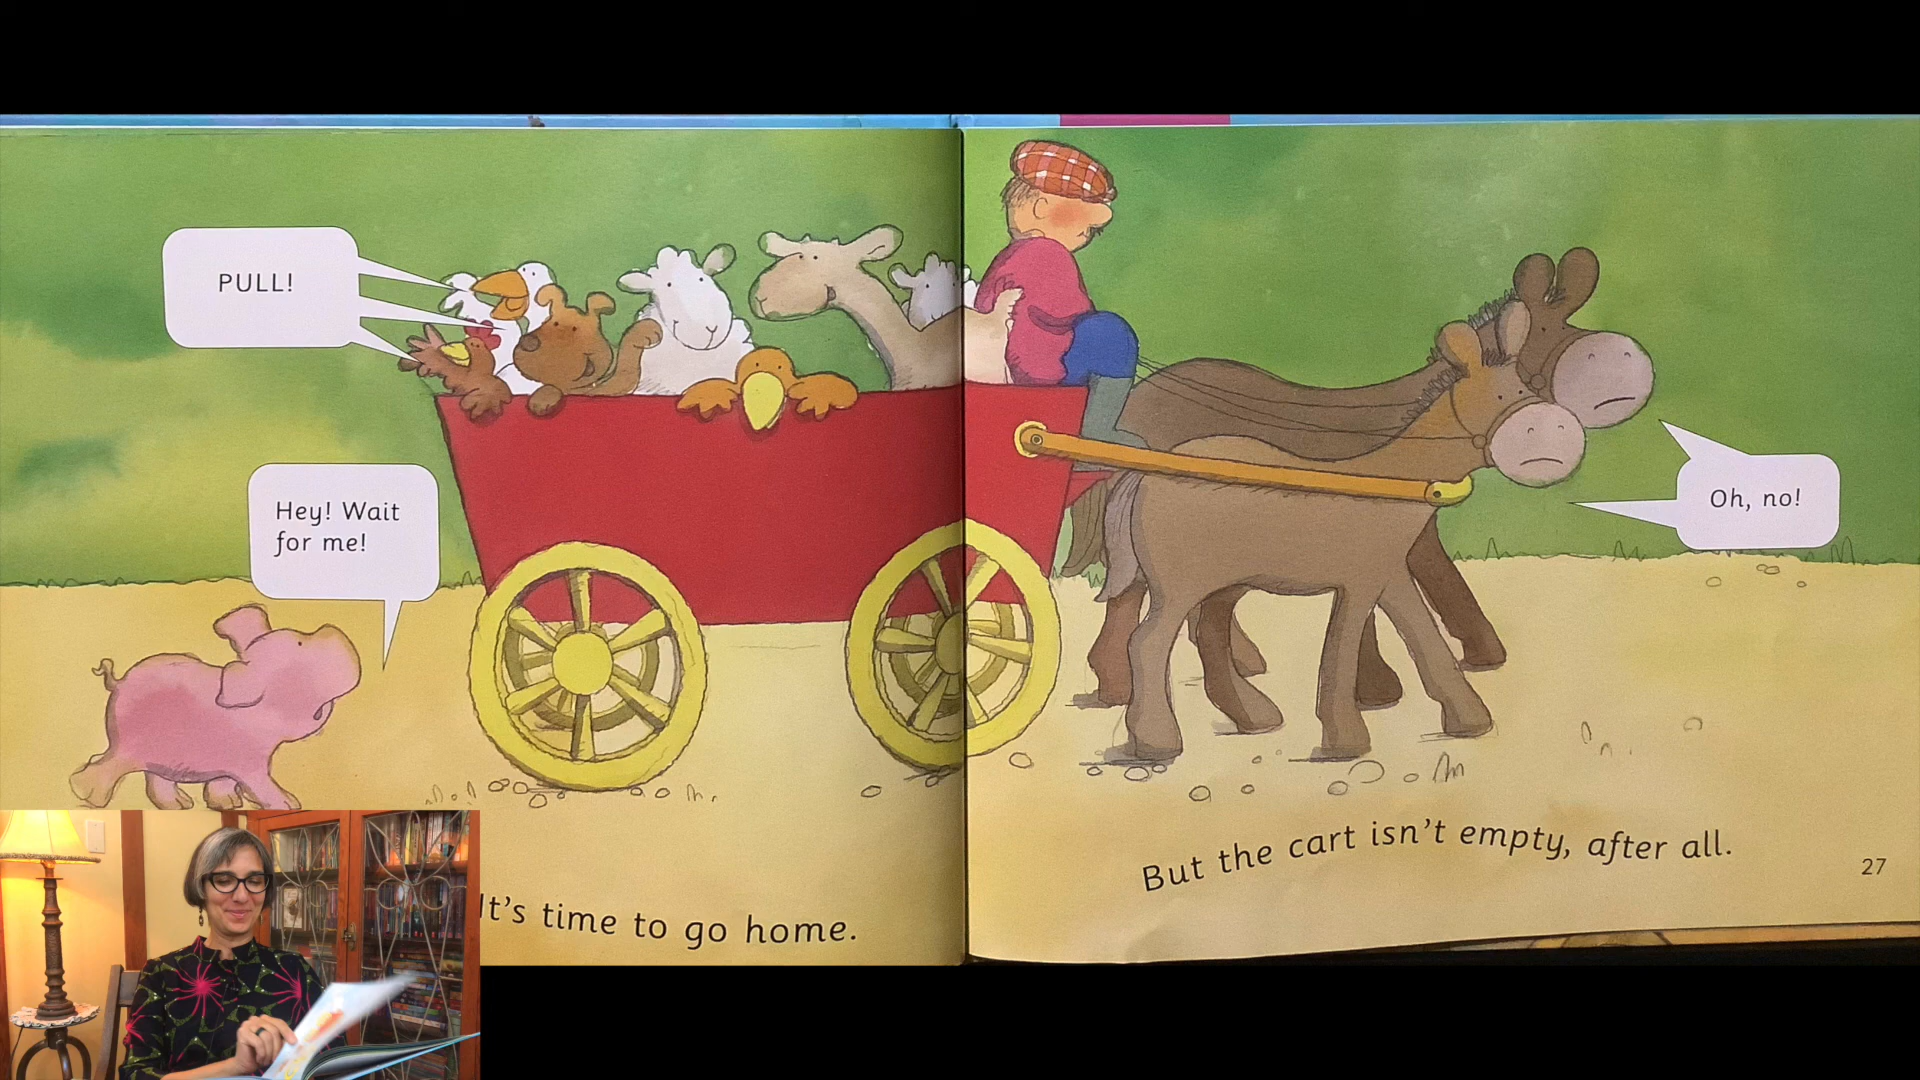 PULL!
Hey! Wait
for me!
Oh, no!
It's time to go home.
But the cart isn't empty, after all.
27